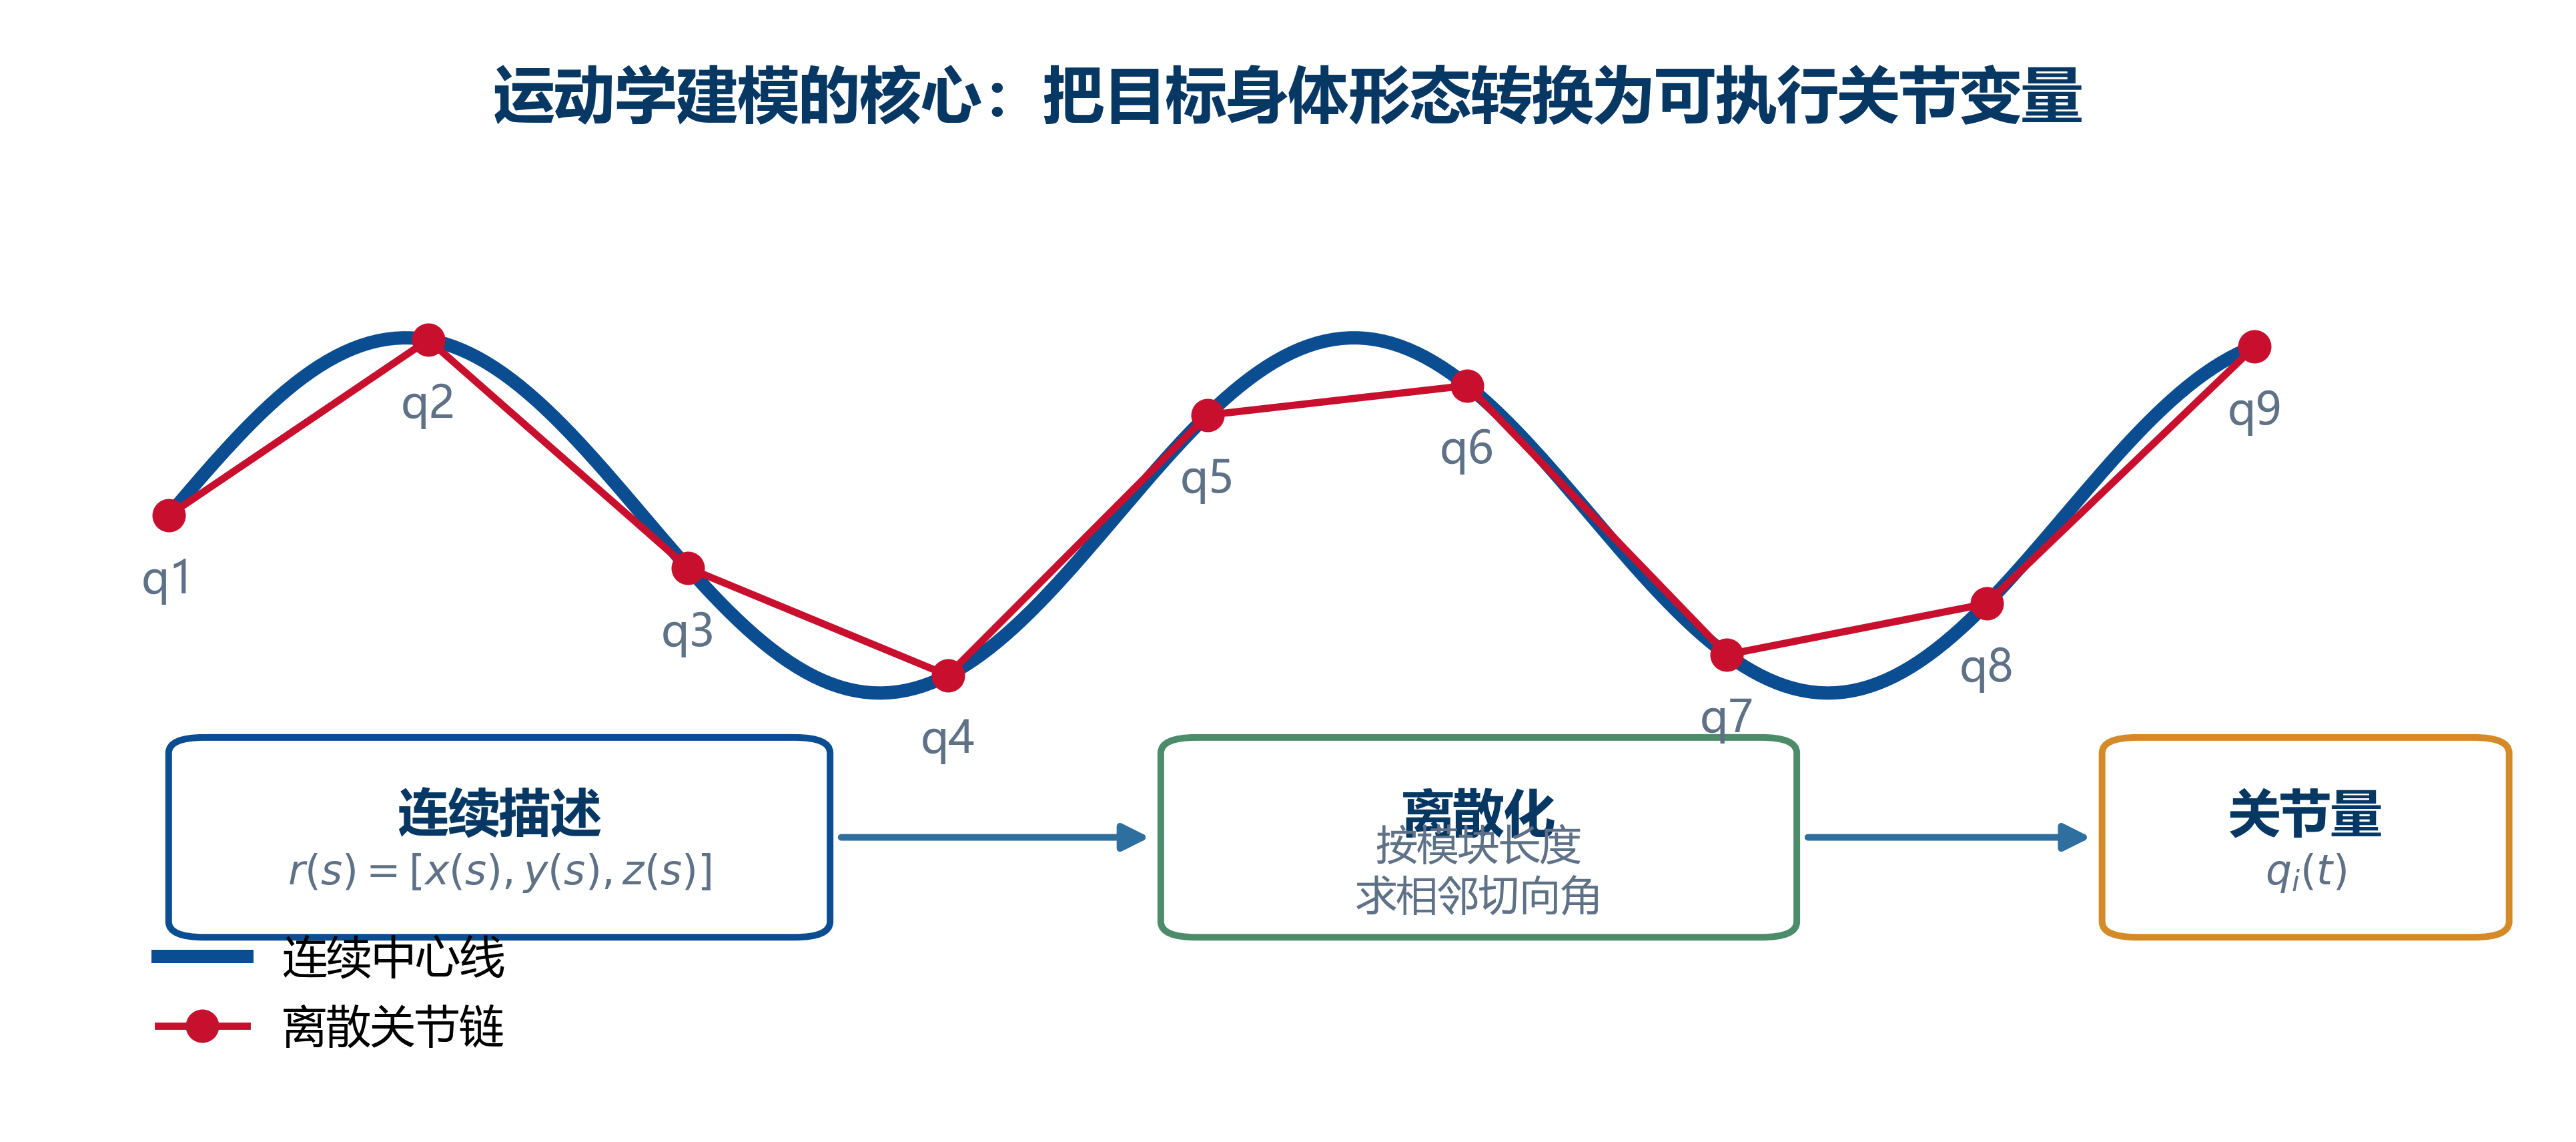 运动学建模的核心：把目标身体形态转换为可执行关节变量
q1
q2
q3
q4
q5
q6
q7
q8
q9
连续描述
r(s) = [x(s), y(s), z(s)]
离散化
按模块长度
求相邻切向角
关节量
qᵢ(t)
连续中心线
离散关节链